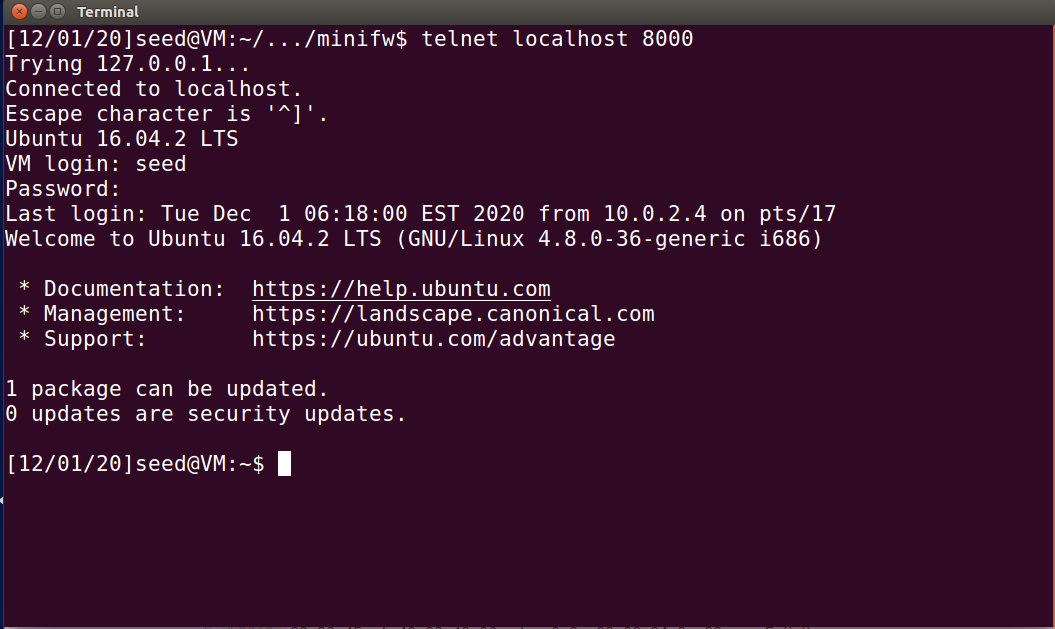 Terminal
[12/01/20]seed@VM:~/.../minifw$ telnet localhost 8000
Trying 127.0.0.1...
Connected to localhost.
Escape character is '^]'.
Ubuntu 16.04.2 LTS
VM login: seed
Password:
Last login: Tue Dec  1 06:18:00 EST 2020 from 10.0.2.4 on pts/17
Welcome to Ubuntu 16.04.2 LTS (GNU/Linux 4.8.0-36-generic i686)
 * Documentation:  https://help.ubuntu.com
 * Management:     https://landscape.canonical.com
 * Support:        https://ubuntu.com/advantage
1 package can be updated.
0 updates are security updates.
[12/01/20]seed@VM:~$